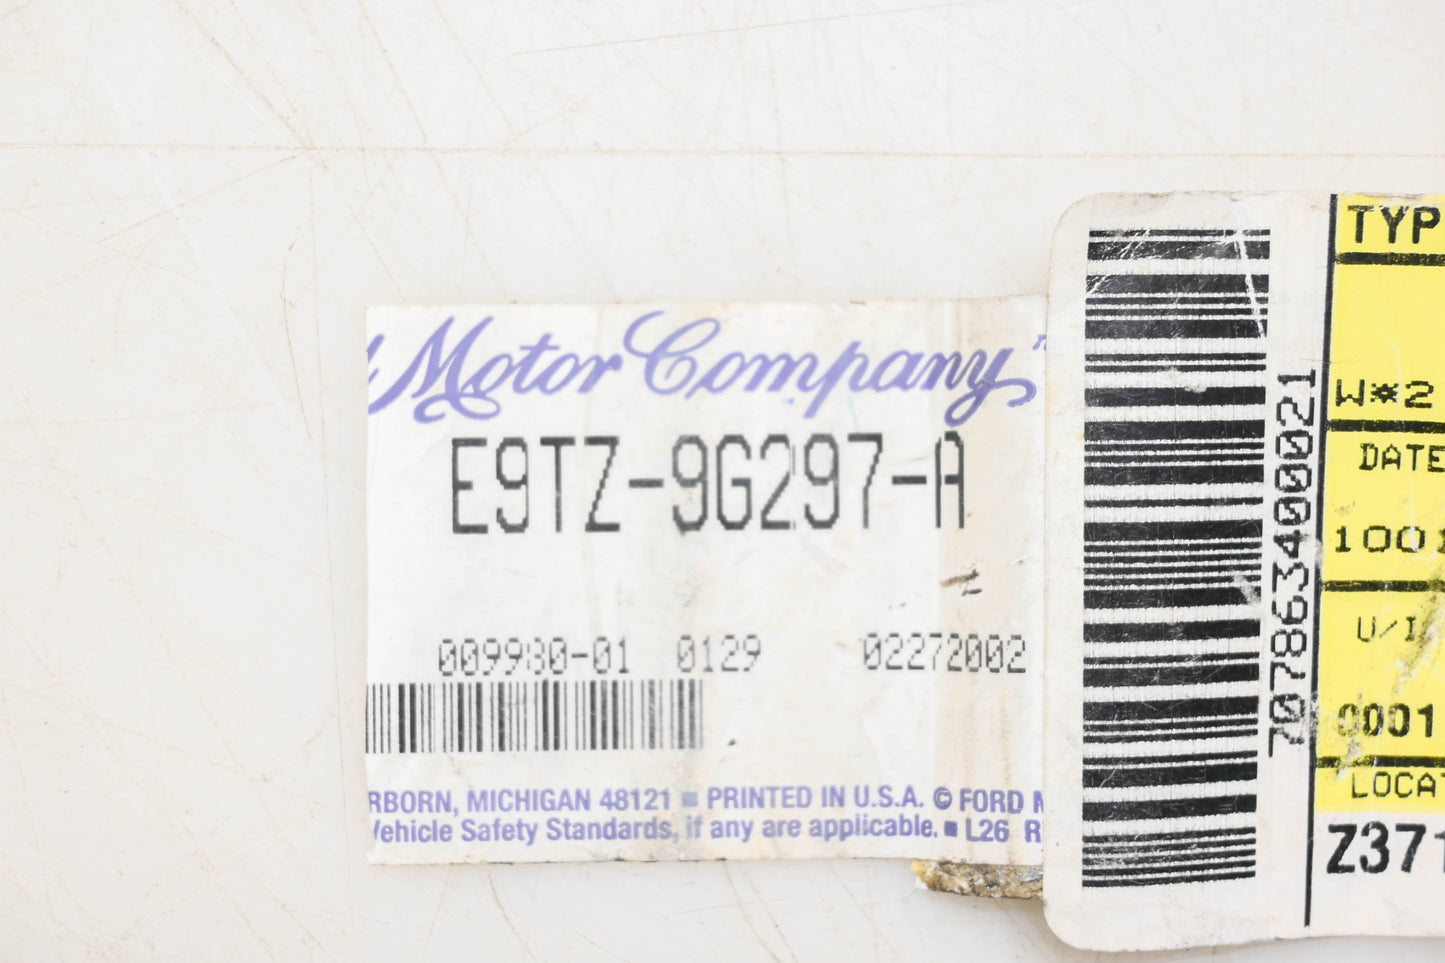 Motor Company
E9TZ-9G297-A
009980-01 0129 02272002
RBORN, MICHIGAN 48121 ■ PRINTED IN U.S.A. © FORD
Vehicle Safety Standards, if any are applicable. ■ L26 R
7078634000021
TYP
W*2
DATE
100
U/I
0001
LOCAT
Z371